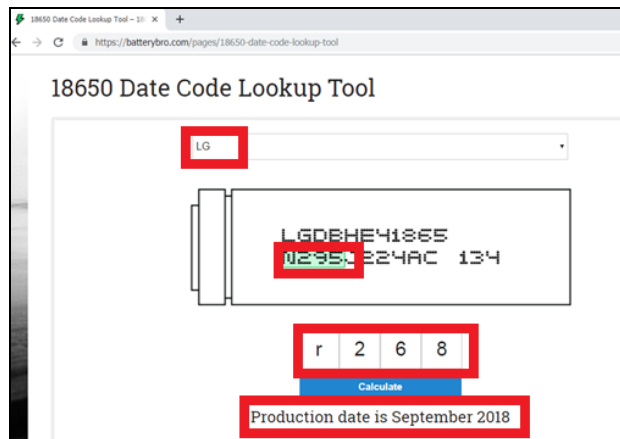 18650 Date Code Lookup Tool – 18
https://batterybro.com/pages/18650-date-code-lookup-tool
18650 Date Code Lookup Tool
LG
LGDBHE41865
N295J224AC 134
r 2 6 8
Calculate
Production date is September 2018